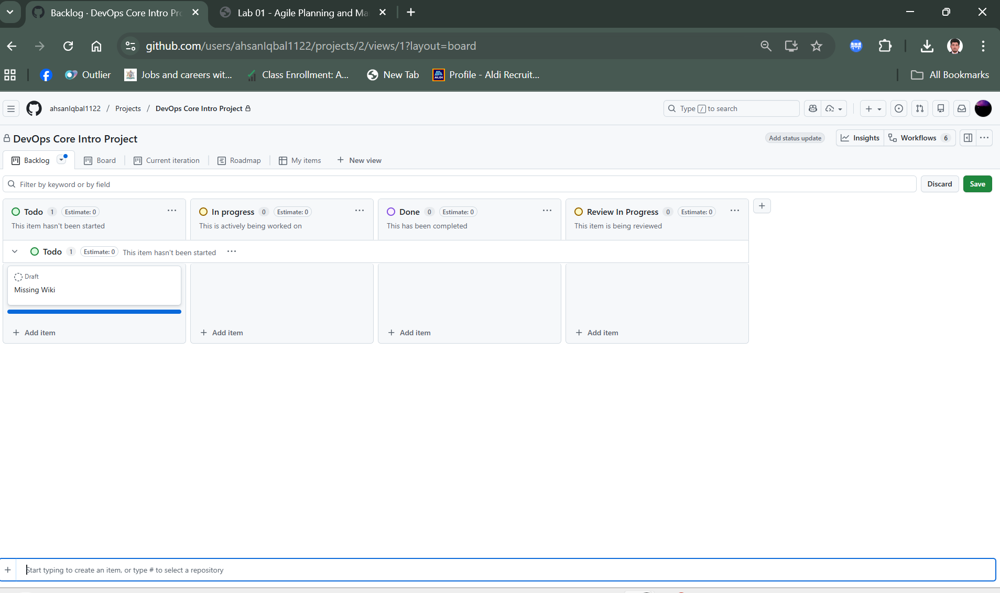 Backlog · DevOps Core Intro Pr
Lab 01 - Agile Planning and Ma
github.com/users/ahsanIqbal1122/projects/2/views/1?layout=board
Outlier
Jobs and careers wit...
Class Enrollment: A...
New Tab
ALDI
Profile - Aldi Recruit...
All Bookmarks
ahsanIqbal1122 / Projects / DevOps Core Intro Project
Type / to search
DevOps Core Intro Project
Add status update
Insights
Workflows 6
Backlog
Board
Current iteration
Roadmap
My items
New view
Filter by keyword or by field
Discard
Save
Todo 1 Estimate: 0
This item hasn't been started
In progress 0 Estimate: 0
This is actively being worked on
Done 0 Estimate: 0
This has been completed
Review In Progress 0 Estimate: 0
This item is being reviewed
Todo 1 Estimate: 0 This item hasn't been started
Draft
Missing Wiki
Add item
Add item
Add item
Add item
Start typing to create an item, or type # to select a repository